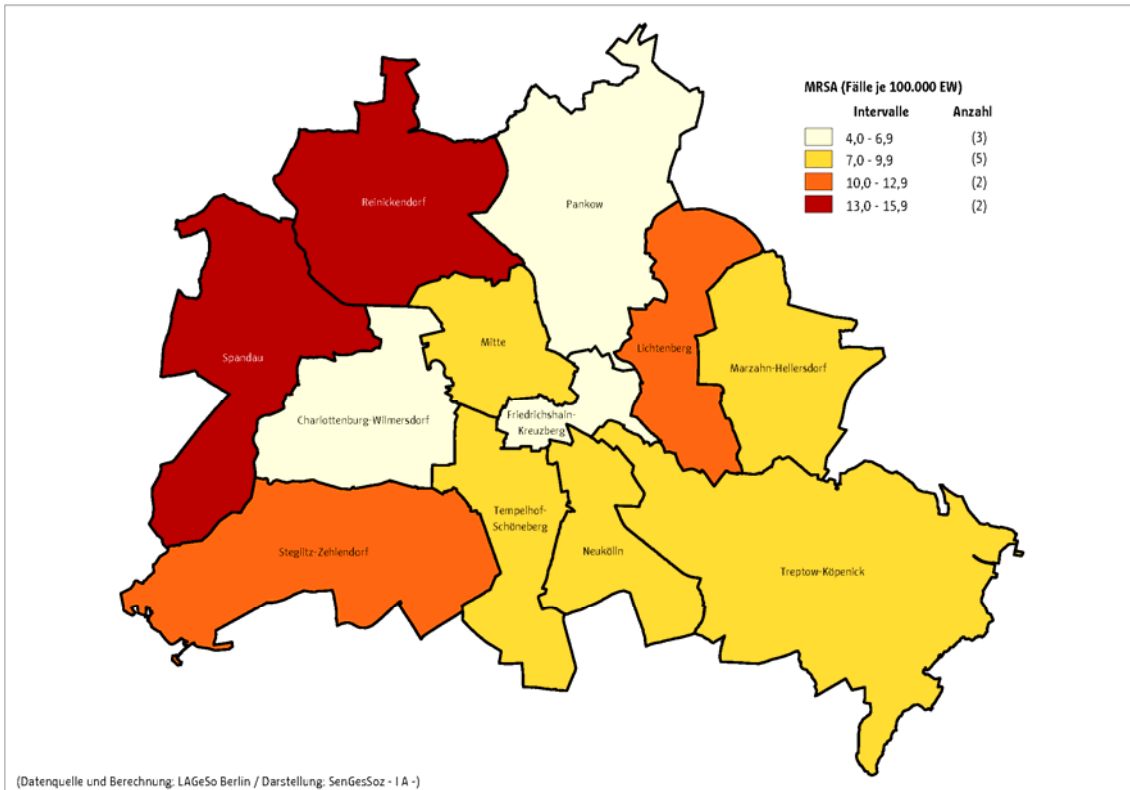 MRSA (Fälle je 100.000 EW)
Intervalle Anzahl
4,0 - 6,9 (3)
7,0 - 9,9 (5)
10,0 - 12,9 (2)
13,0 - 15,9 (2)
Reinickendorf
Pankow
Spandau
Mitte
Lichtenberg
Marzahn-Hellersdorf
Charlottenburg-Wilmersdorf
Friedrichshain-
Kreuzberg
Tempelhof-
Schöneberg
Steglitz-Zehlendorf
Neukölln
Treptow-Köpenick
(Datenquelle und Berechnung: LAGeSo Berlin / Darstellung: SenGesSoz - I A -)